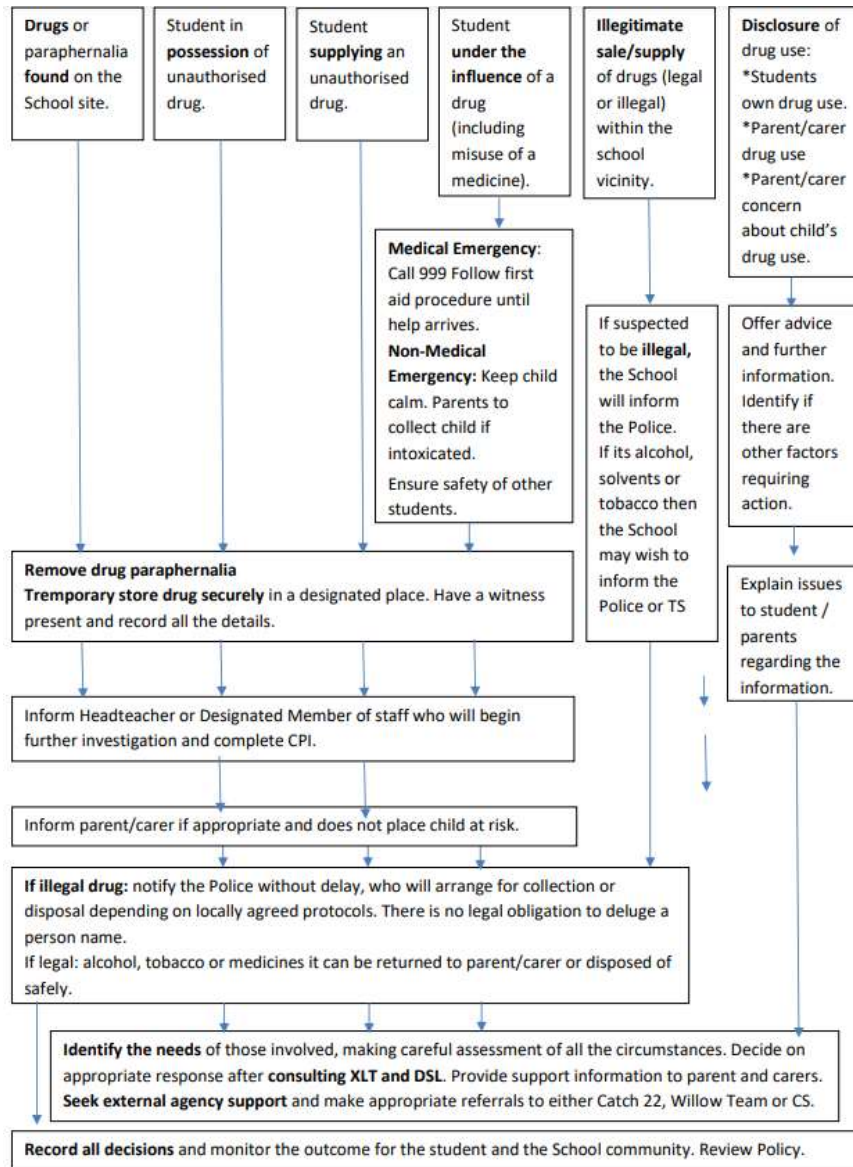 Drugs or
paraphernalia
found on the
School site.
Student in
possession of
unauthorised
drug.
Student
supplying an
unauthorised
drug.
Student
under the
influence of a
drug
(including
misuse of a
medicine).
Illegitimate
sale/supply
of drugs (legal
or illegal)
within the
school
vicinity.
Disclosure of
drug use:
*Students
own drug use.
*Parent/carer
drug use
*Parent/carer
concern
about child's
drug use.
Medical Emergency:
Call 999 Follow first
aid procedure until
help arrives.
Non-Medical
Emergency: Keep child
calm. Parents to
collect child if
intoxicated.
Ensure safety of other
students.
If suspected
to be illegal,
the School
will inform
the Police.
If its alcohol,
solvents or
tobacco then
the School
may wish to
inform the
Police or TS
Offer advice
and further
information.
Identify if
there are
other factors
requiring
action.
Remove drug paraphernalia
Tremporary store drug securely in a designated place. Have a witness
present and record all the details.
Explain issues
to student /
parents
regarding the
information.
Inform Headteacher or Designated Member of staff who will begin
further investigation and complete CPI.
Inform parent/carer if appropriate and does not place child at risk.
If illegal drug: notify the Police without delay, who will arrange for collection or
disposal depending on locally agreed protocols. There is no legal obligation to deluge a
person name.
If legal: alcohol, tobacco or medicines it can be returned to parent/carer or disposed of
safely.
Identify the needs of those involved, making careful assessment of all the circumstances. Decide on
appropriate response after consulting XLT and DSL. Provide support information to parent and carers.
Seek external agency support and make appropriate referrals to either Catch 22, Willow Team or CS.
Record all decisions and monitor the outcome for the student and the School community. Review Policy.